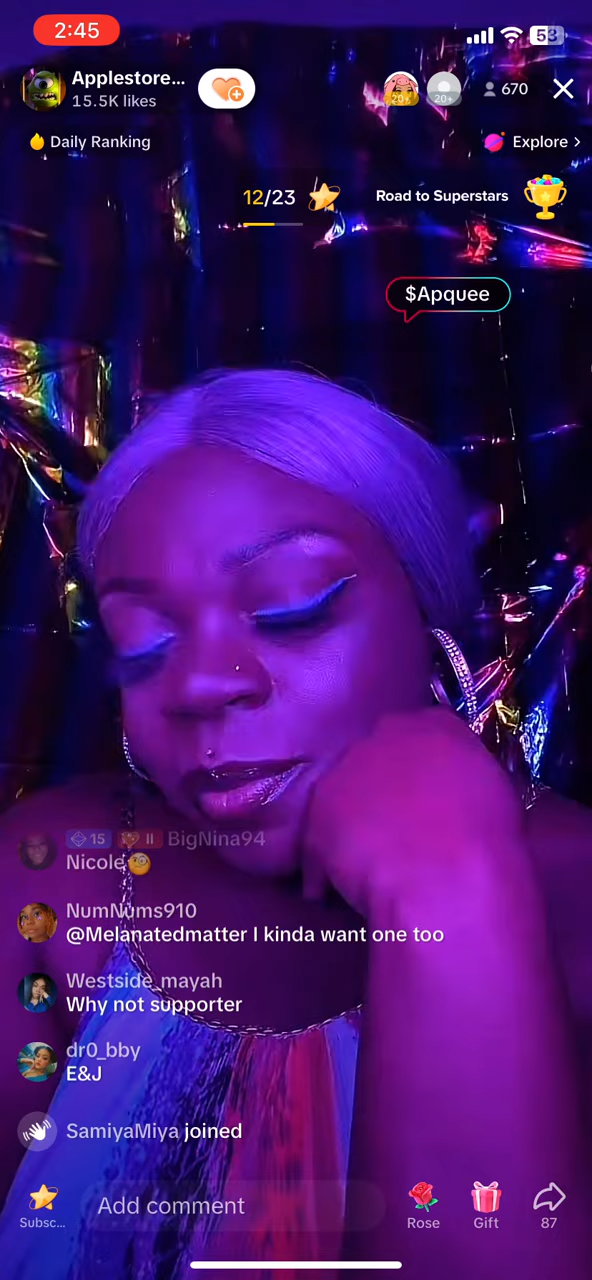 2:45
53
Applestore...
15.5K likes
20+
20+
670
Daily Ranking
Explore >
12/23
Road to Superstars
$Apquee
15
II
BigNina94
Nicole🧐
NumNums910
@Melanatedmatter I kinda want one too
Westside_mayah
Why not supporter
dr0_bby
E&J
SamiyaMiya joined
Subsc...
Add comment
Rose
Gift
87